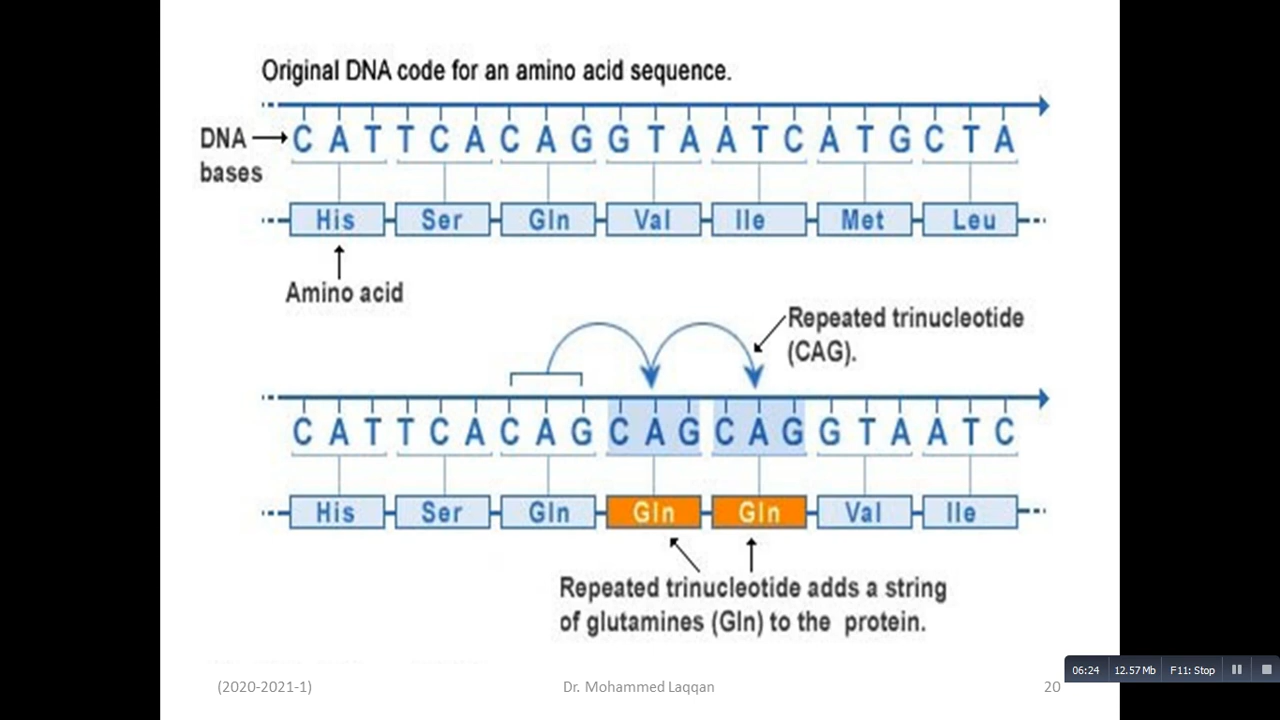 Original DNA code for an amino acid sequence.
DNA bases
C A T T C A C A G G T A A T C A T G C T A
His Ser Gln Val Ile Met Leu
Amino acid
Repeated trinucleotide
(CAG).
C A T T C A C A G C A G C A G G T A A T C
His Ser Gln Gln Gln Val Ile
Repeated trinucleotide adds a string
of glutamines (Gln) to the protein.
(2020-2021-1) Dr. Mohammed Laqqan 20
06:24 12.57 Mb F11: Stop